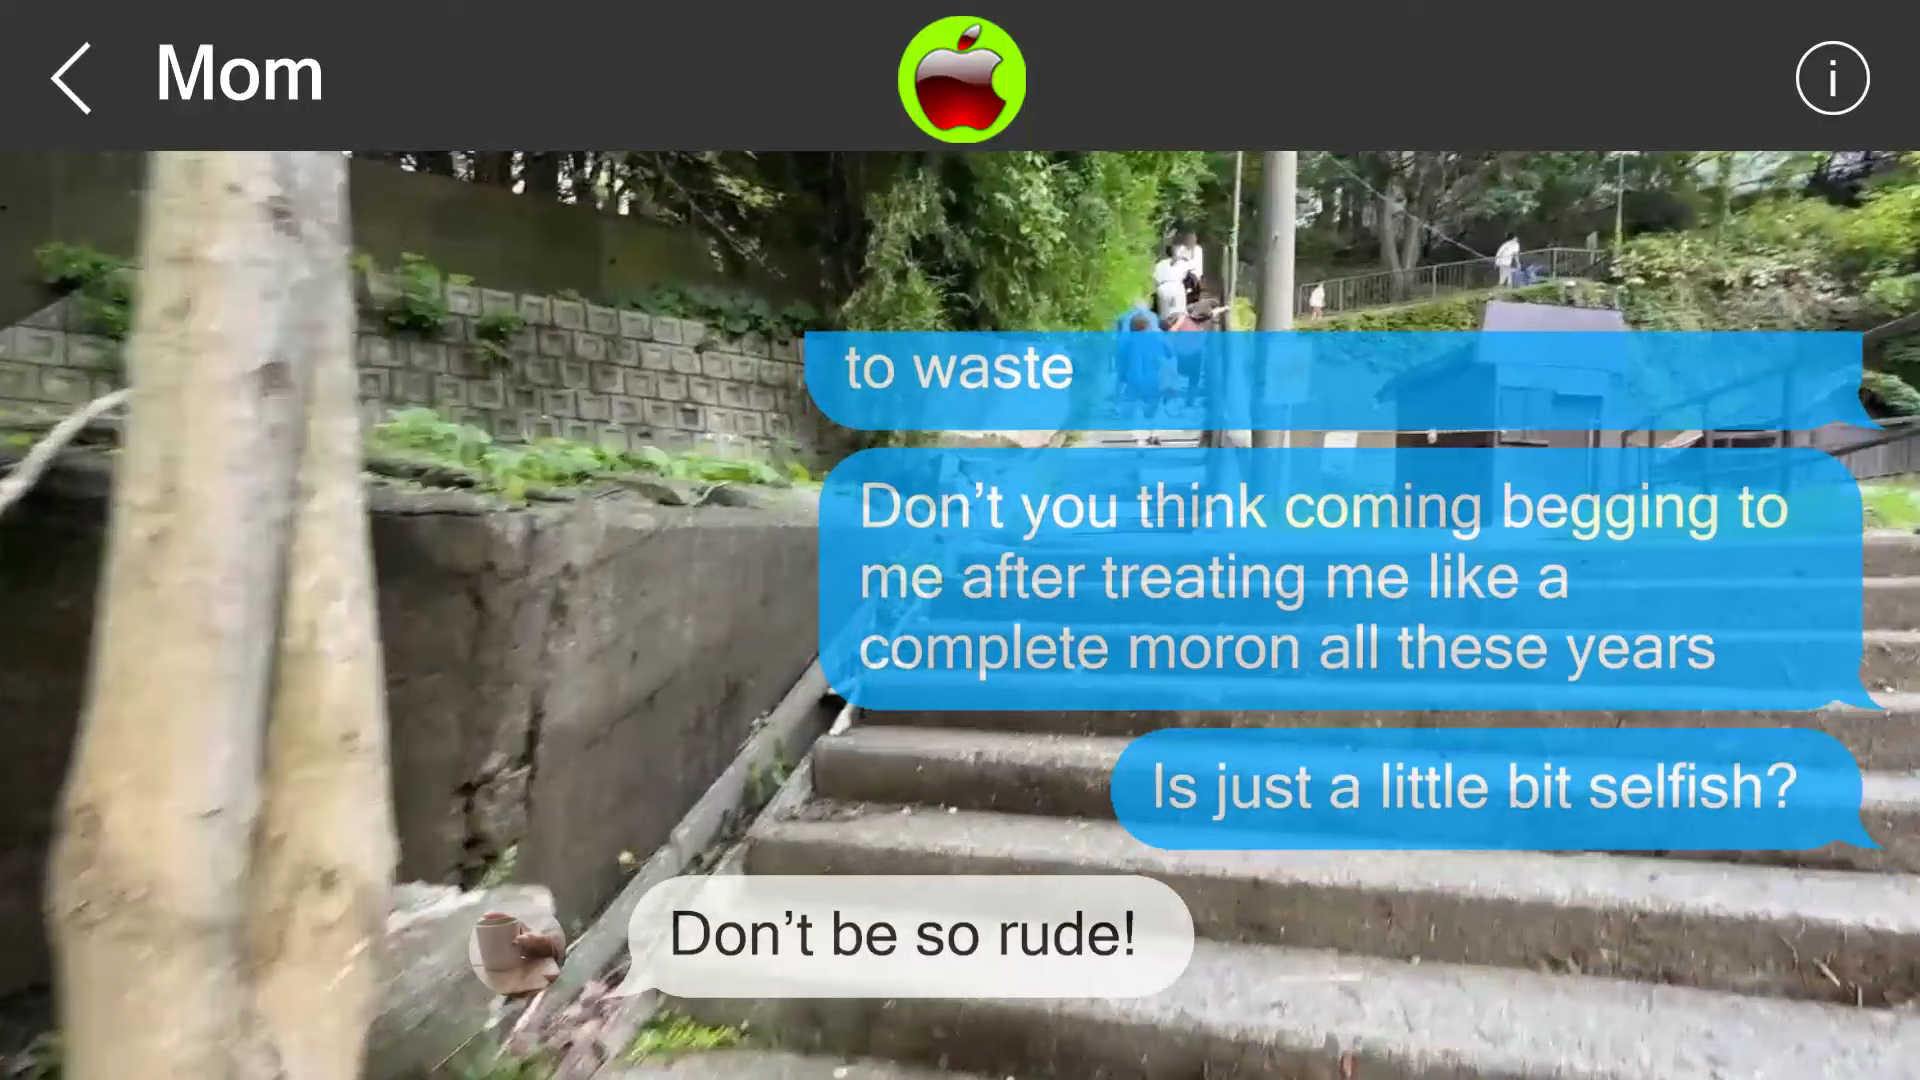 Mom
to waste
Don’t you think coming begging to
me after treating me like a
complete moron all these years
Is just a little bit selfish?
Don’t be so rude!